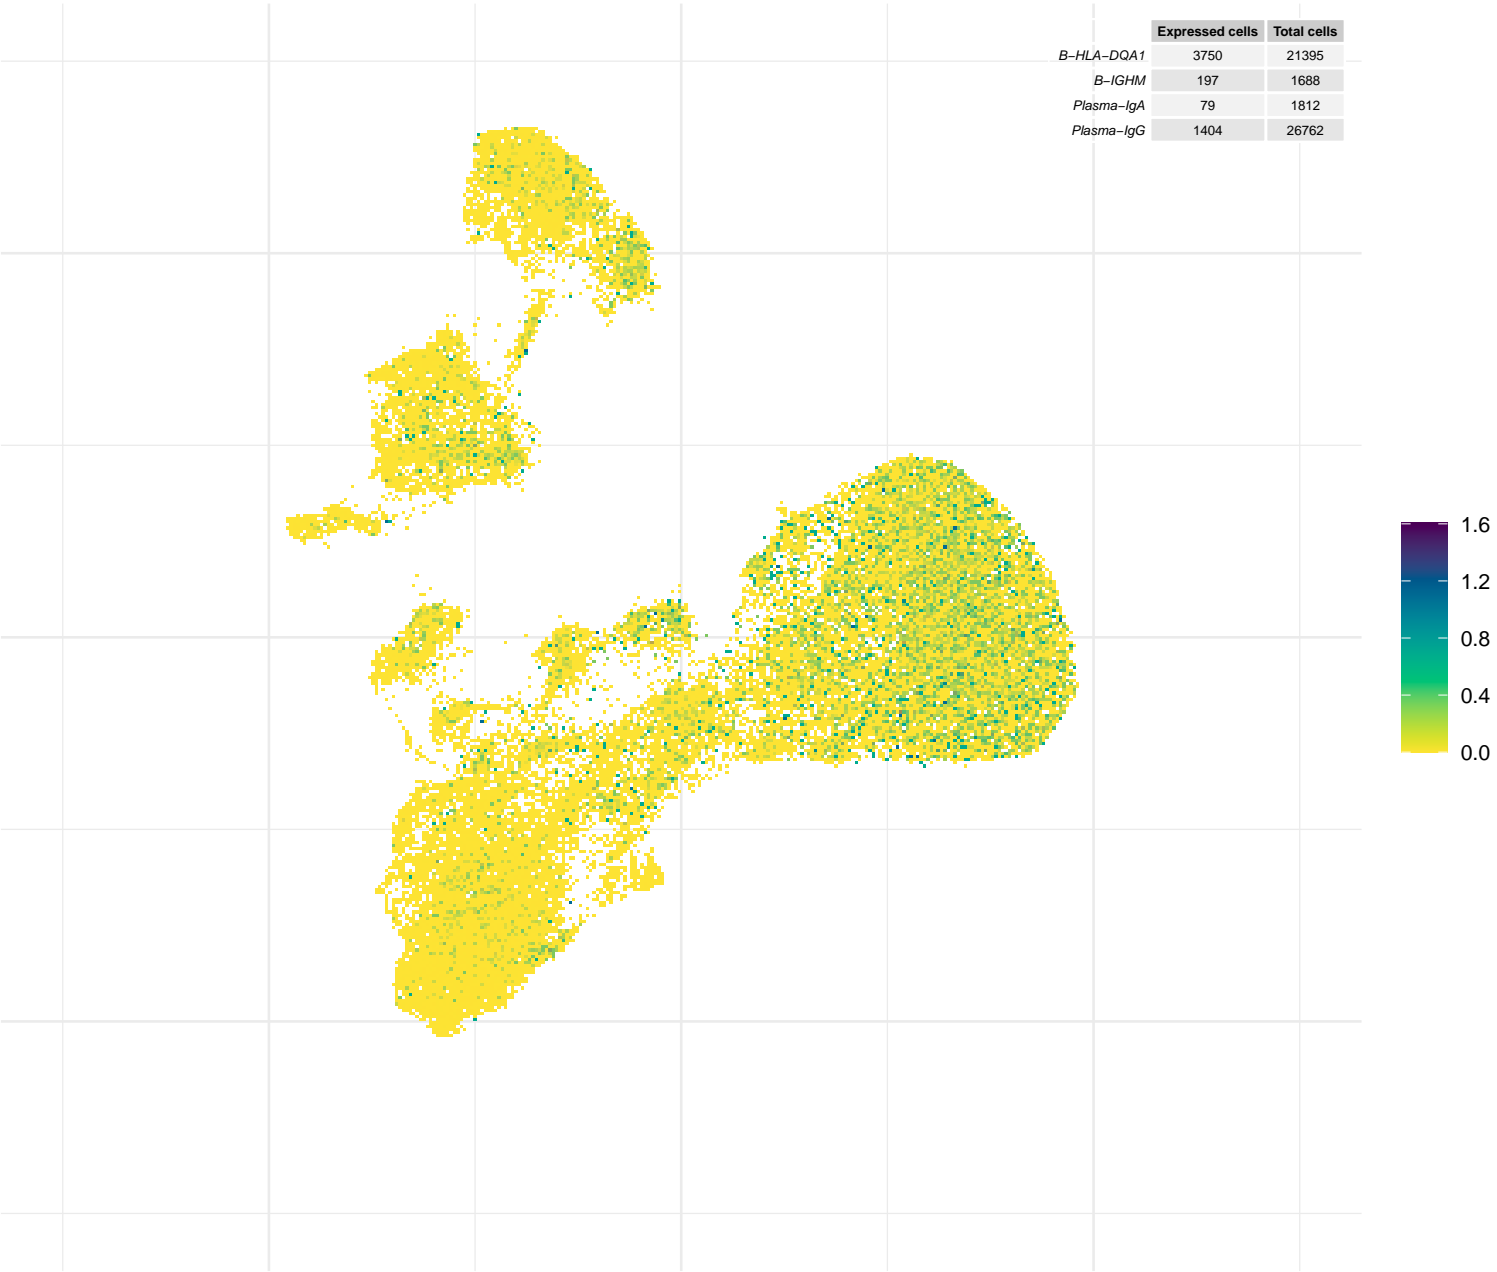 Expressed cells Total cells
B−HLA−DQA1 3750 21395
B−IGHM 197 1688
Plasma−IgA 79 1812
Plasma−IgG 1404 26762
1.6
1.2
0.8
0.4
0.0